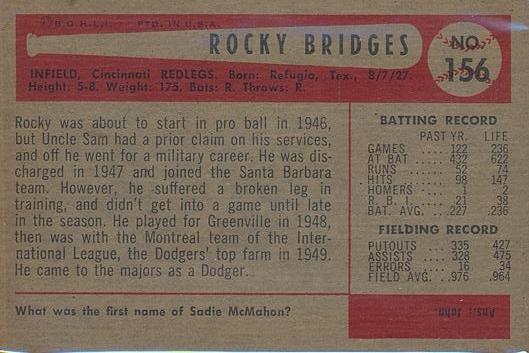 ©B.G.H.L.I. PTD. IN U.S.A.
ROCKY BRIDGES
NO.
156
INFIELD, Cincinnati REDLEGS. Born: Refugio, Tex., 8/7/27.
Height: 5-8. Weight: 175. Bats: R. Throws: R.
Rocky was about to start in pro ball in 1946,
but Uncle Sam had a prior claim on his services,
and off he went for a military career. He was dis-
charged in 1947 and joined the Santa Barbara
team. However, he suffered a broken leg in
training, and didn't get into a game until late
in the season. He played for Greenville in 1948,
then was with the Montreal team of the Inter-
national League, the Dodgers' top farm in 1949.
He came to the majors as a Dodger.
BATTING RECORD
PAST YR. LIFE
GAMES .... 122 236
AT BAT .... 432 622
RUNS .... 52 74
HITS .... 98 147
HOMERS .... 1 2
R. B. I. .... 21 38
BAT. AVG. ...227 .236
FIELDING RECORD
PUTOUTS ..... 335 427
ASSISTS ..... 328 475
ERRORS .... 16 34
FIELD AVG. ..976 .964
What was the first name of Sadie McMahon?
Ans.: John.